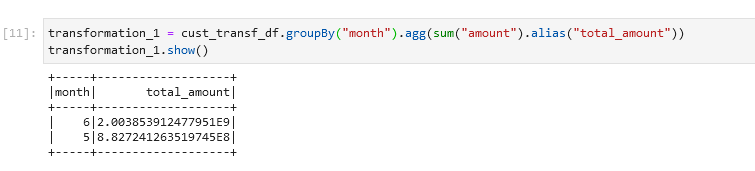 [11]: transformation_1 = cust_transf_df.groupBy("month").agg(sum("amount").alias("total_amount"))
transformation_1.show()
+-----+-------------------+
|month|       total_amount|
+-----+-------------------+
|    6|2.003853912477951E9|
|    5|8.827241263519745E8|
+-----+-------------------+